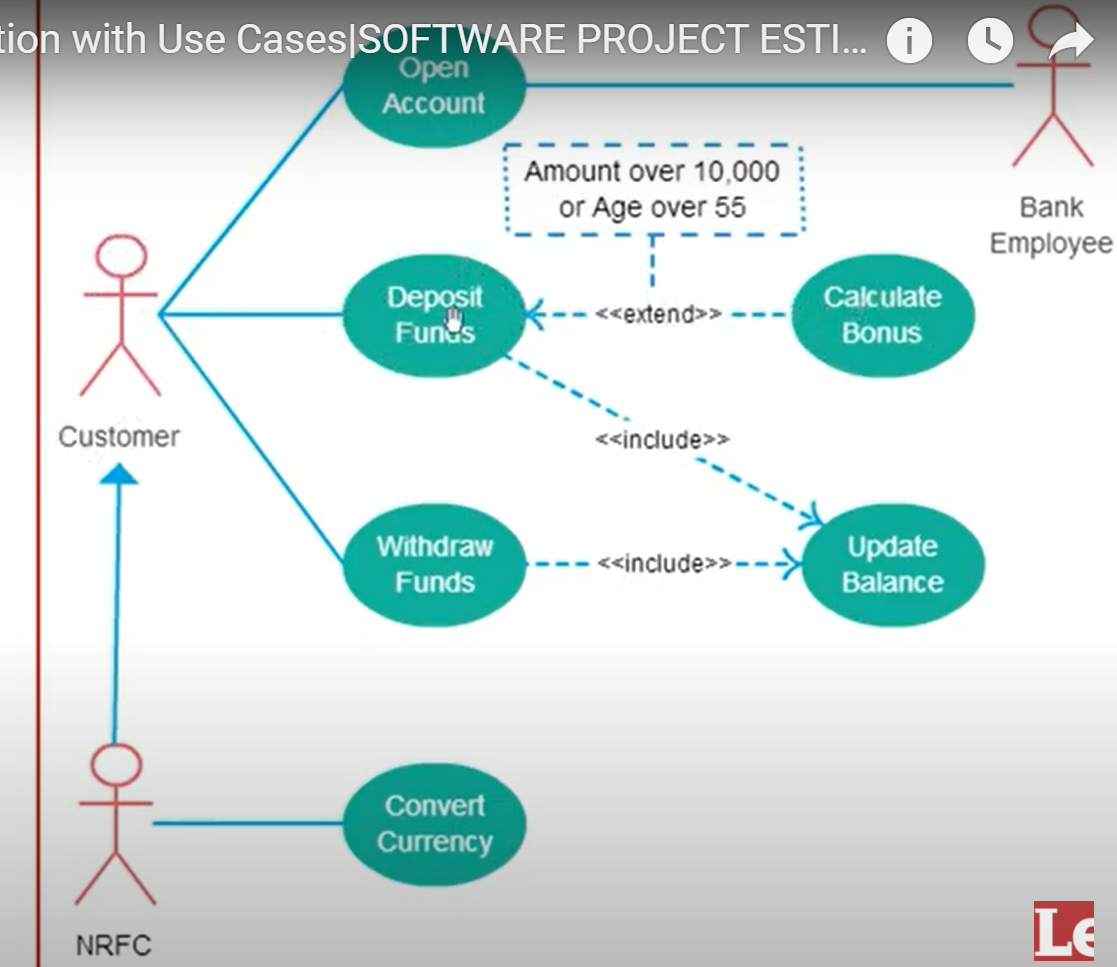 tion with Use Cases|SOFTWARE PROJECT ESTI...
Open
Account
Amount over 10,000
or Age over 55
Bank
Employee
Deposit
Funds
<<extend>>
Calculate
Bonus
Customer
<<include>>
Withdraw
Funds
<<include>>
Update
Balance
Convert
Currency
NRFC
Le